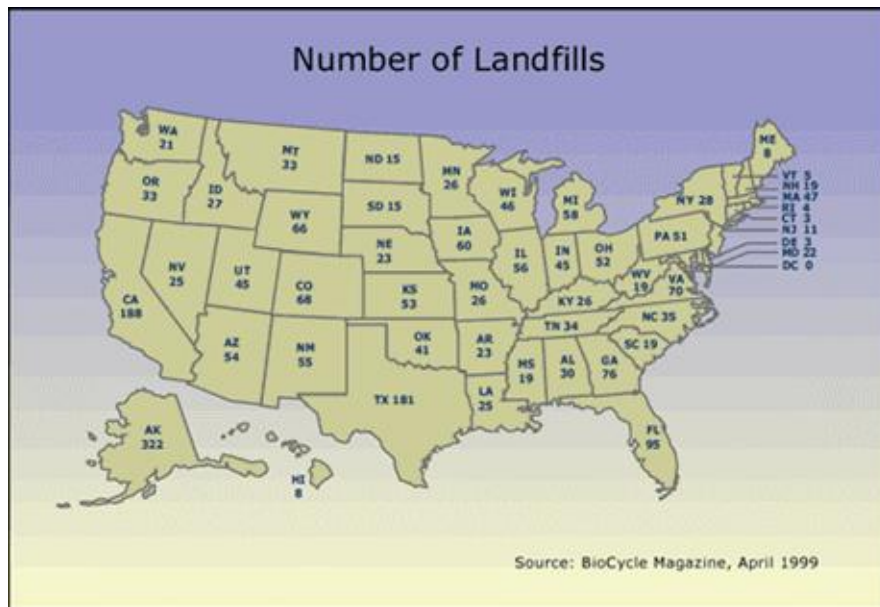 Number of Landfills
WA
21
MT
33
ND 15
MN
26
ME
8
OR
33
ID
27
WY
66
SD 15
WI
46
MI
58
NY 28
VT 5
NH 19
MA 47
RI 4
CT 3
NJ 11
DE 3
MD 22
DC 0
NE
23
IA
60
IL
56
IN
45
OH
52
PA 51
NV
25
UT
45
CO
68
KS
53
MO
26
KY 26
WV
19
VA
70
CA
188
AZ
54
NM
55
OK
41
AR
23
TN 34
NC 35
SC 19
TX 181
LA
25
MS
19
AL
30
GA
76
FL
95
AK
322
HI
8
Source: BioCycle Magazine, April 1999